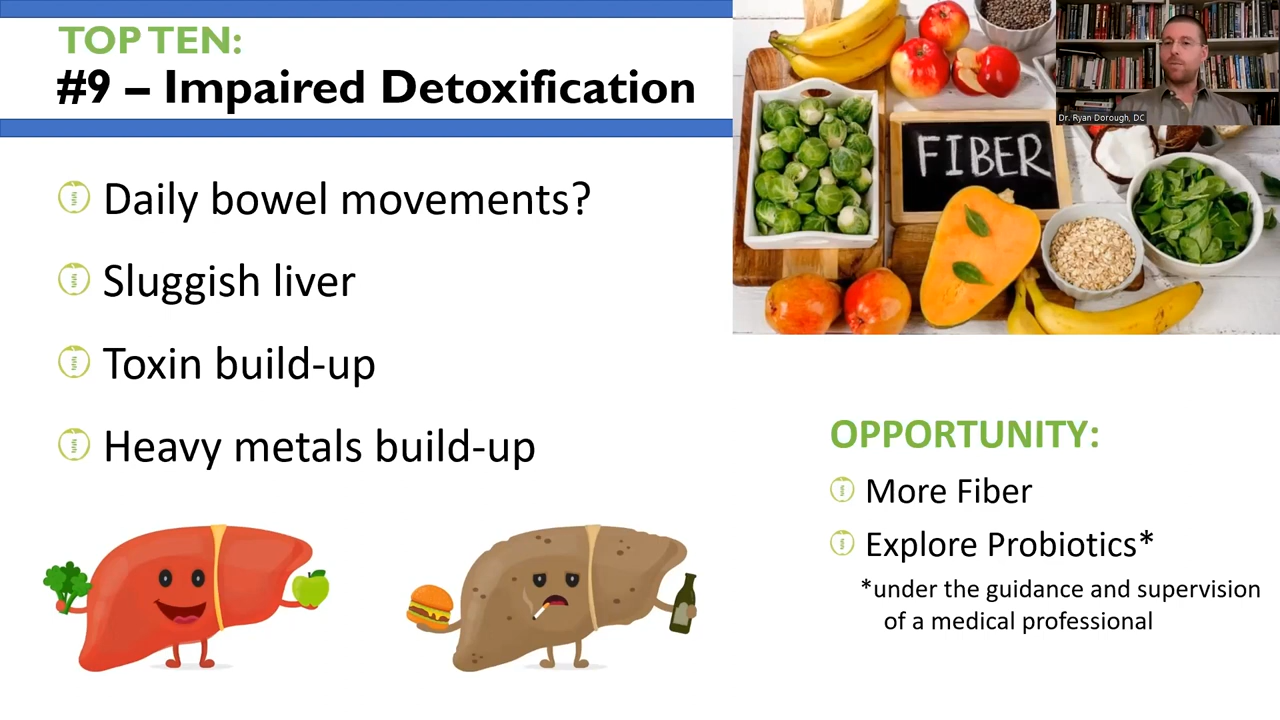 TOP TEN:
#9 – Impaired Detoxification
Daily bowel movements?
Sluggish liver
Toxin build-up
Heavy metals build-up
FIBER
Dr. Ryan Dorough, DC
OPPORTUNITY:
More Fiber
Explore Probiotics*
*under the guidance and supervision
of a medical professional